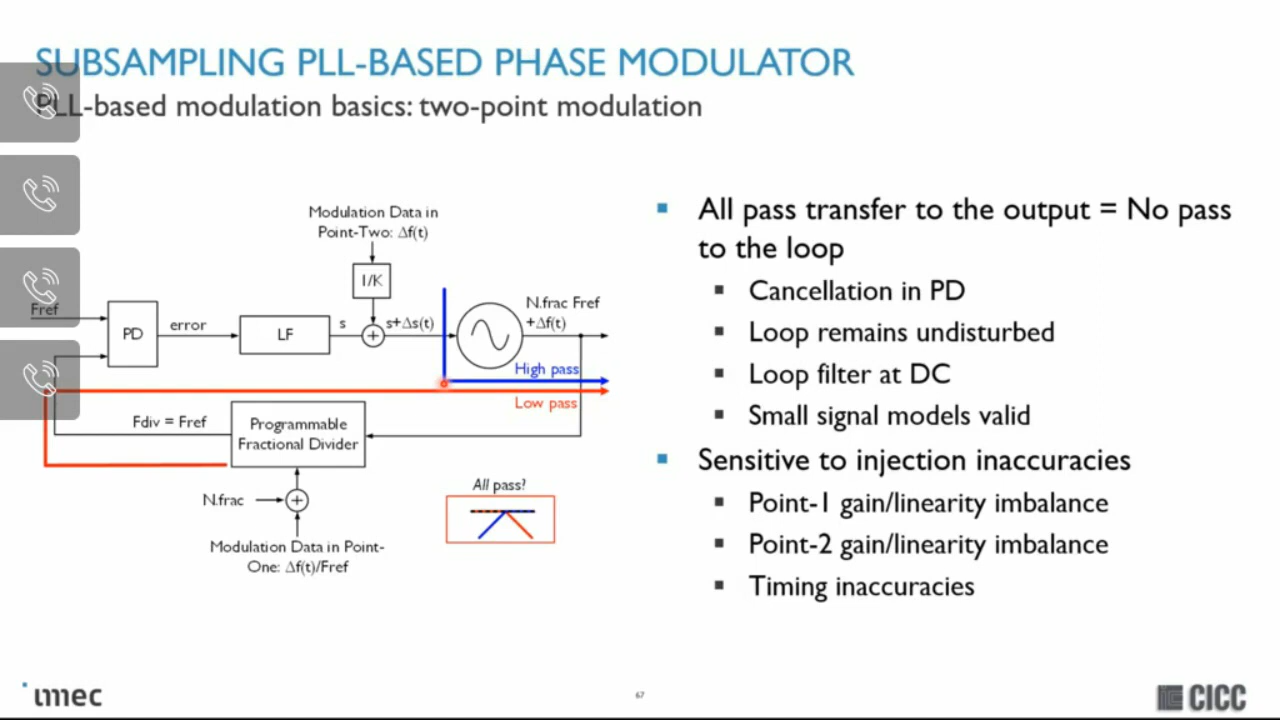 SUBSAMPLING PLL-BASED PHASE MODULATOR
PLL-based modulation basics: two-point modulation
Modulation Data in
Point-Two: Δf(t)
1/K
Fref
PD
error
LF
s
s+Δs(t)
N.frac Fref
+Δf(t)
High pass
Low pass
Fdiv = Fref
Programmable
Fractional Divider
N.frac
Modulation Data in Point-
One: Δf(t)/Fref
All pass?
All pass transfer to the output = No pass
to the loop
Cancellation in PD
Loop remains undisturbed
Loop filter at DC
Small signal models valid
Sensitive to injection inaccuracies
Point-1 gain/linearity imbalance
Point-2 gain/linearity imbalance
Timing inaccuracies
imec
67
CICC